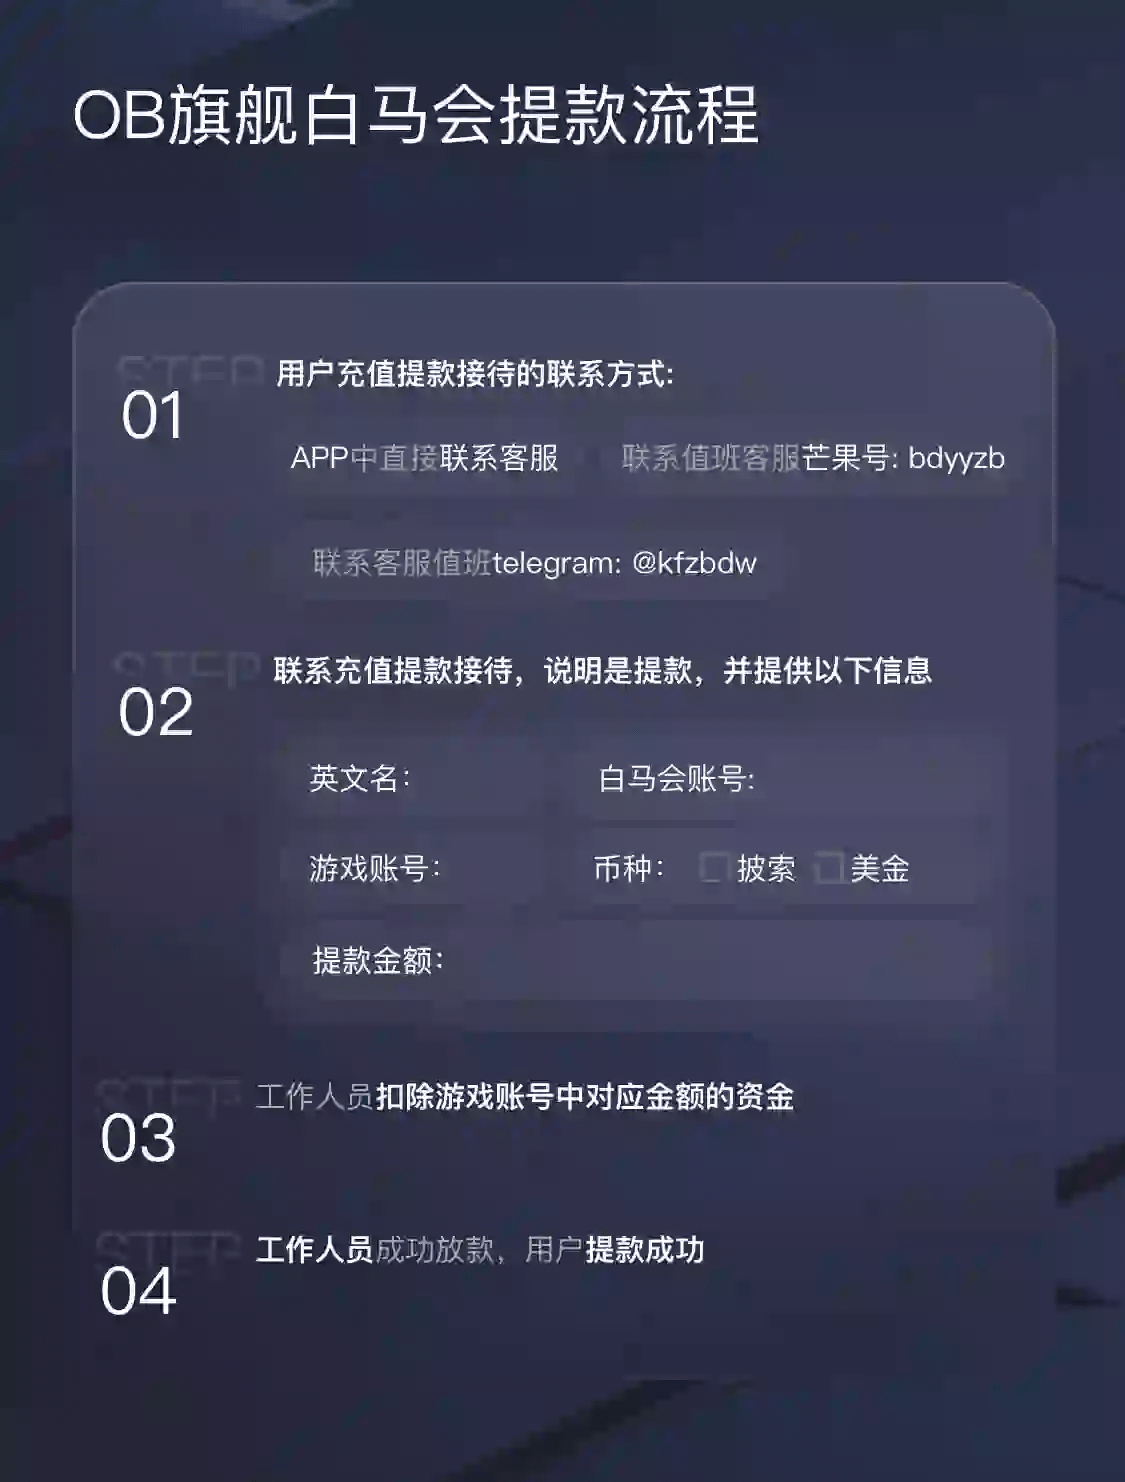 OB旗舰白马会提款流程
STEP
01
用户充值提款接待的联系方式:
APP中直接联系客服
联系值班客服芒果号: bdyyzb
联系客服值班telegram: @kfzbdw
STEP
02
联系充值提款接待，说明是提款，并提供以下信息
英文名：
白马会账号:
游戏账号：
币种： 披索 美金
提款金额：
STEP
03
工作人员扣除游戏账号中对应金额的资金
STEP
04
工作人员成功放款，用户提款成功